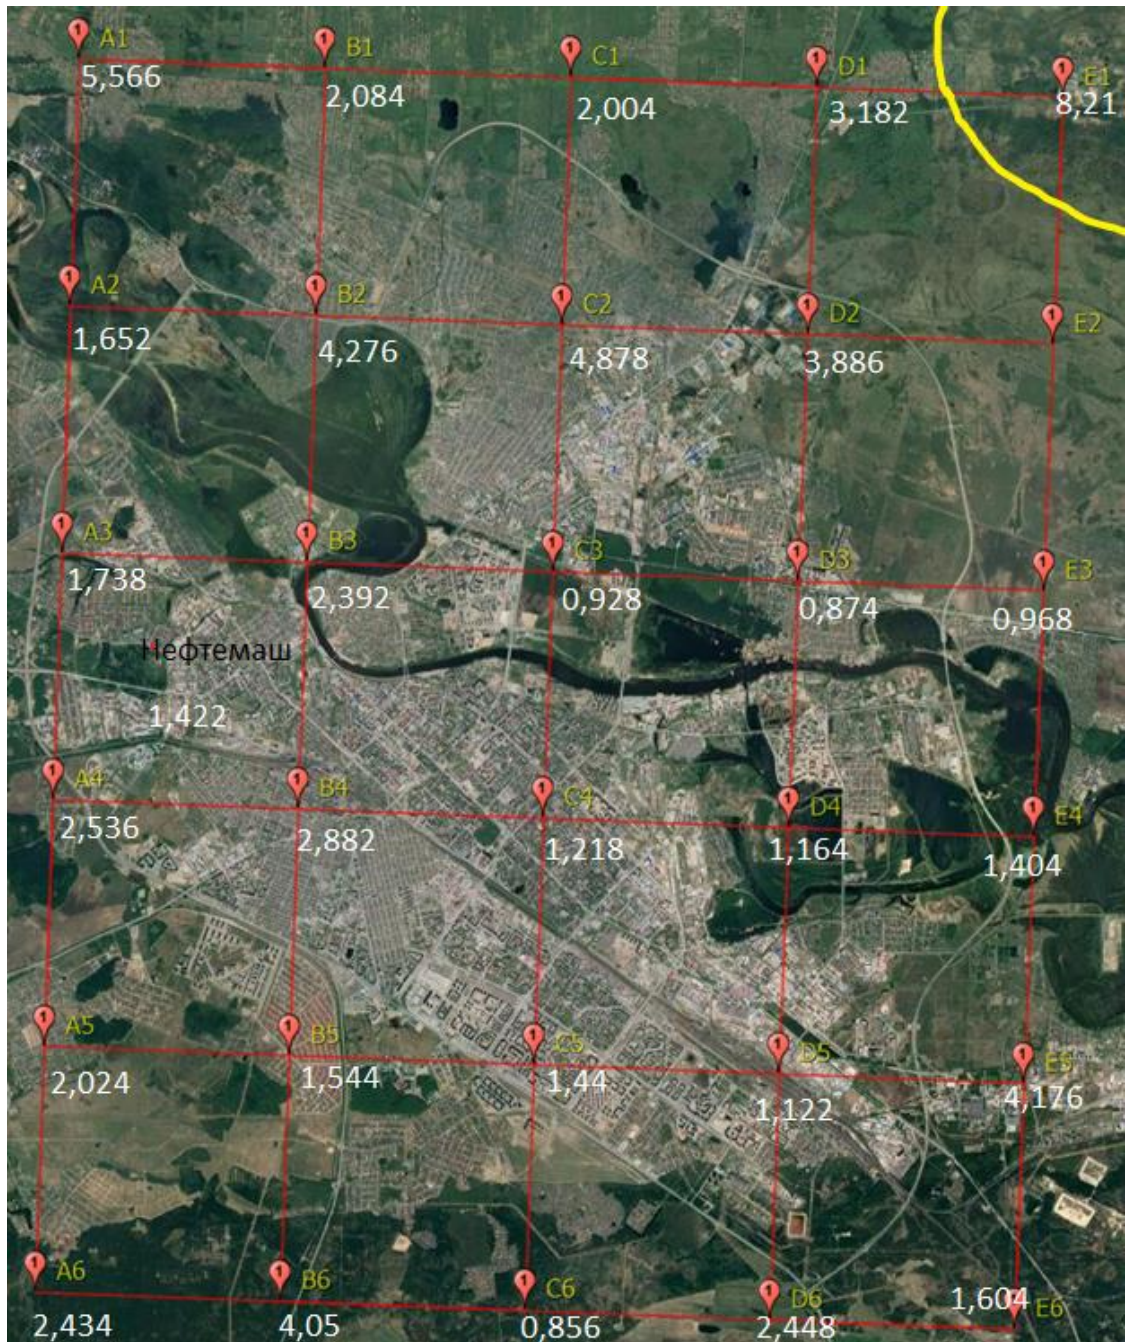 A1 B1 C1 D1 E1
5,566 2,084 2,004 3,182 8,21
A2 B2 C2 D2 E2
1,652 4,276 4,878 3,886
A3 B3 C3 D3 E3
1,738 2,392 0,928 0,874 0,968
Нефтемаш
1,422
A4 B4 C4 D4 E4
2,536 2,882 1,218 1,164 1,404
A5 B5 C5 D5 E5
2,024 1,544 1,44 1,122 4,176
A6 B6 C6 D6 1,604 E6
2,434 4,05 0,856 2,448